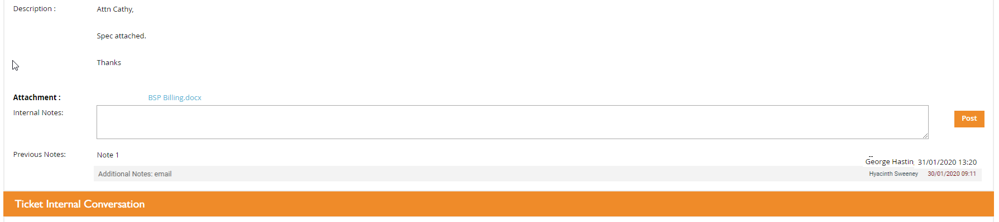 Description : Attn Cathy,
Spec attached.
Thanks
Attachment : BSP Billing.docx
Internal Notes: Post
Previous Notes: Note 1
George Hastin 31/01/2020 13:20
Additional Notes: email Hyacinth Sweeney 30/01/2020 09:11
Ticket Internal Conversation